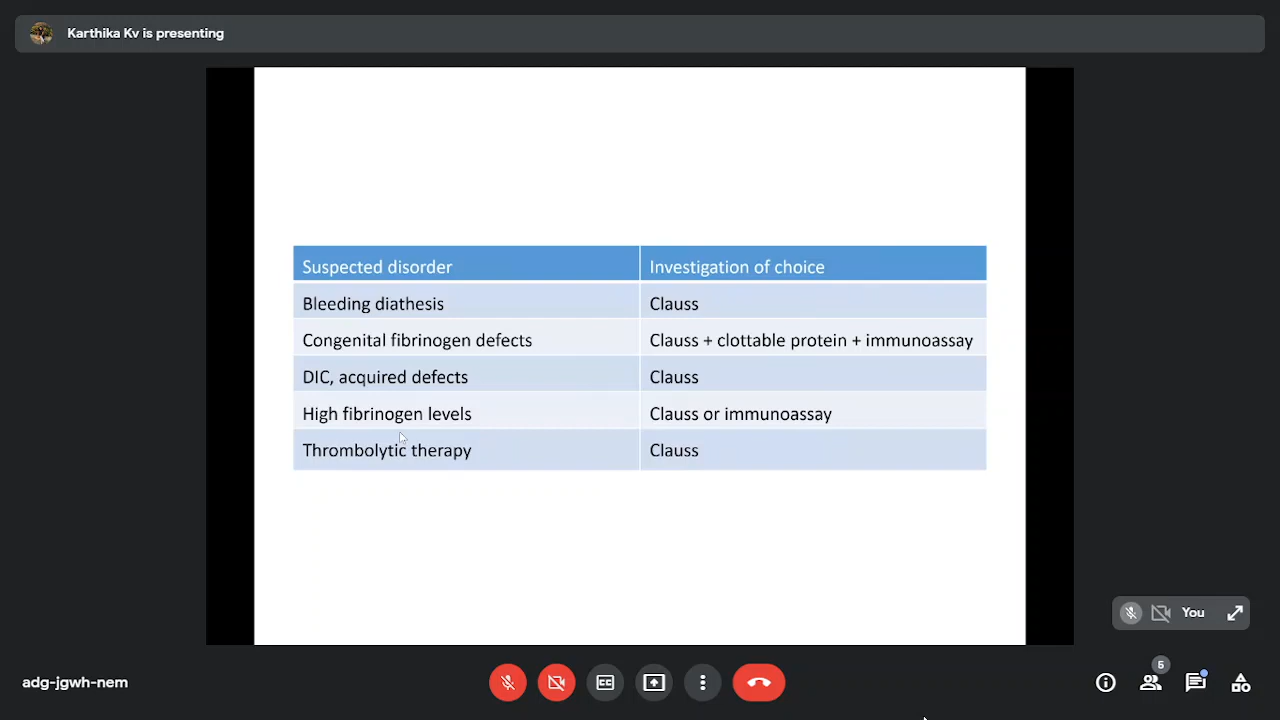 Karthika Kv is presenting
Suspected disorder Investigation of choice
Bleeding diathesis Clauss
Congenital fibrinogen defects Clauss + clottable protein + immunoassay
DIC, acquired defects Clauss
High fibrinogen levels Clauss or immunoassay
Thrombolytic therapy Clauss
You
5
CC
adg-jgwh-nem